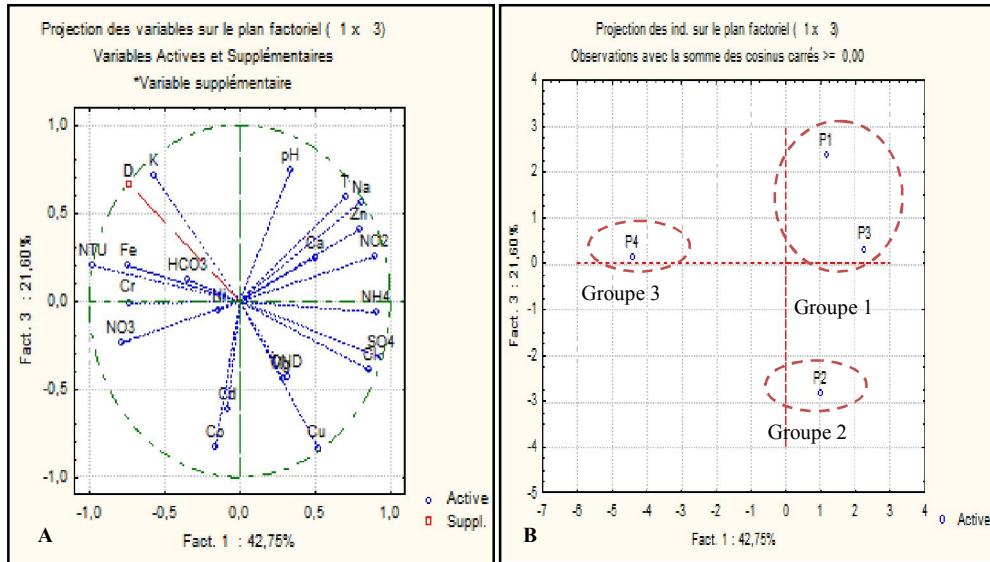 Projection des variables sur le plan factoriel ( 1 x 3)
Variables Actives et Supplémentaires
*Variable supplémentaire
1,0
0,5
0,0
-0,5
-1,0
Fact. 3 : 21,60%
K
D
pH
T
Na
Zn
Ca
NO2
NTU
Fe
HCO3
Cr
NO3
NH4
SO4
Cd
Co
Cu
-1,0 -0,5 0,0 0,5 1,0
Fact. 1 : 42,75%
Active
Suppl.
A
Projection des ind. sur le plan factoriel ( 1 x 3)
Observations avec la somme des cosinus carrés >= 0,00
4
3
2
1
0
-1
-2
-3
-4
-5
Fact. 3 : 21,60%
P1
P3
P4
P2
Groupe 3
Groupe 1
Groupe 2
-7 -6 -5 -4 -3 -2 -1 0 1 2 3 4
Fact. 1 : 42,75%
Active
B